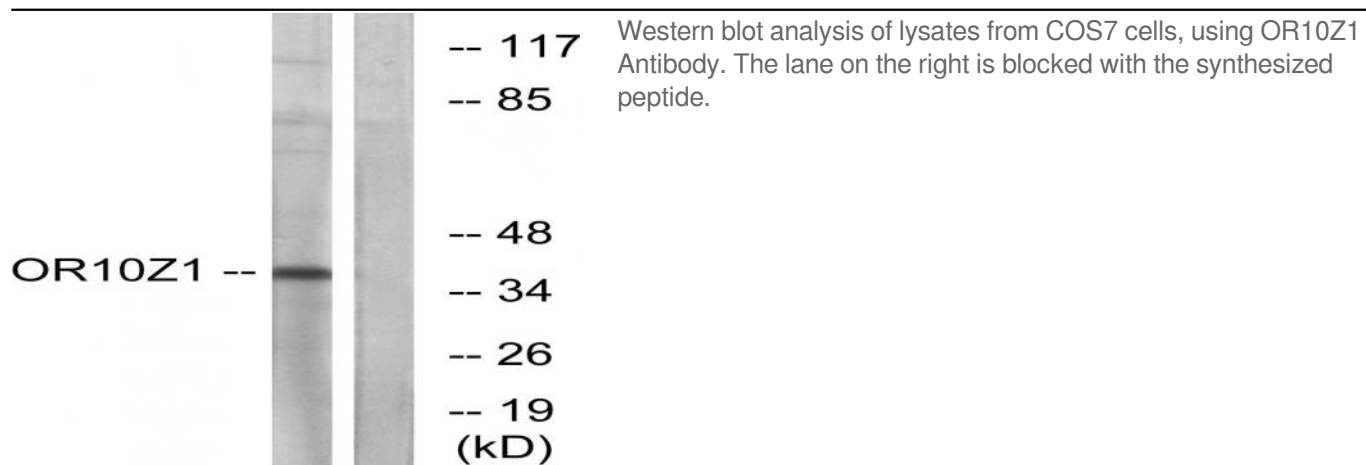 -- 117
-- 85
-- 48
OR10Z1 --
-- 34
-- 26
-- 19
(kD)
Western blot analysis of lysates from COS7 cells, using OR10Z1
Antibody. The lane on the right is blocked with the synthesized
peptide.